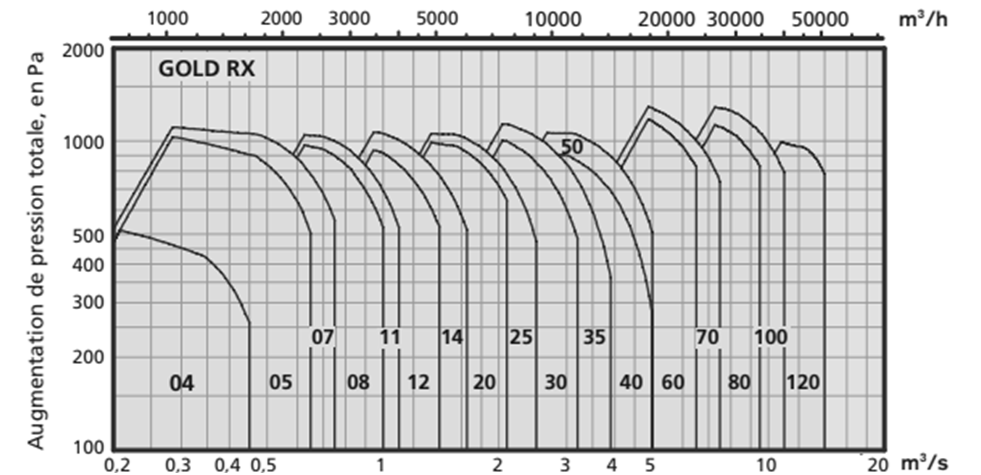 1000 2000 3000 5000 10000 20000 30000 50000 m³/h
2000
GOLD RX
1000
50
500
400
300
07 11 14 25 35 70 100
200
04 05 08 12 20 30 40 60 80 120
100
0,2 0,3 0,4 0,5 1 2 3 4 5 10 20 m³/s
Augmentation de pression totale, en Pa